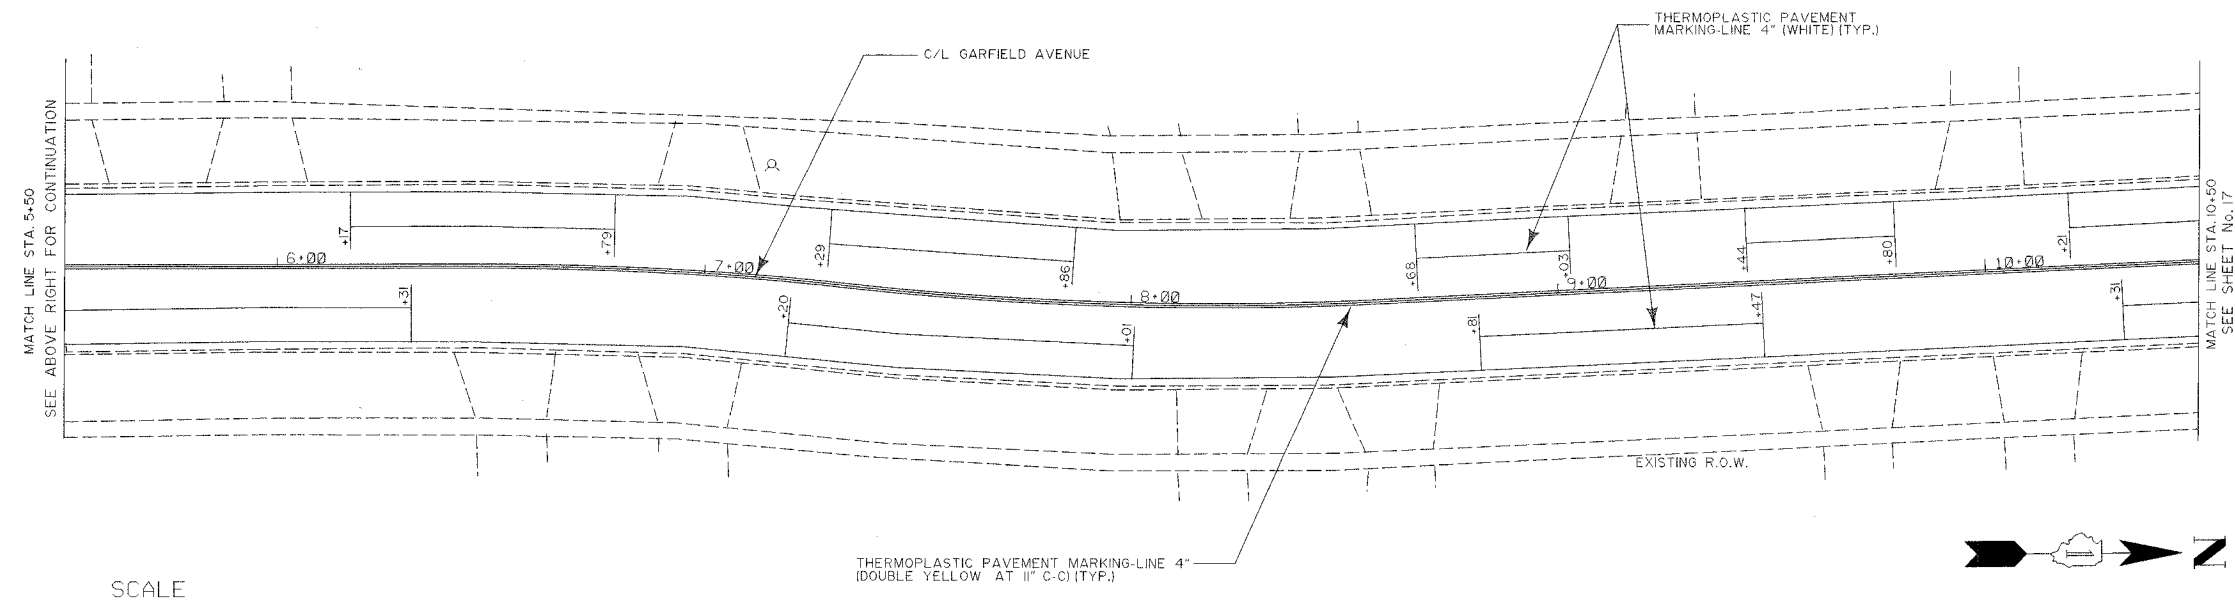 THERMOPLASTIC PAVEMENT
MARKING-LINE 4" (WHITE) (TYP.)
C/L GARFIELD AVENUE
MATCH LINE STA. 5+50
SEE ABOVE RIGHT FOR CONTINUATION
+17
+79
+29
+86
+68
+03
+44
+80
+21
6+00
7+00
8+00
9+00
10+00
+31
+20
+01
+81
+47
+31
MATCH LINE STA. 10+50
SEE SHEET No. 17
EXISTING R.O.W.
THERMOPLASTIC PAVEMENT MARKING-LINE 4"
(DOUBLE YELLOW AT 11" C-C) (TYP.)
N
SCALE